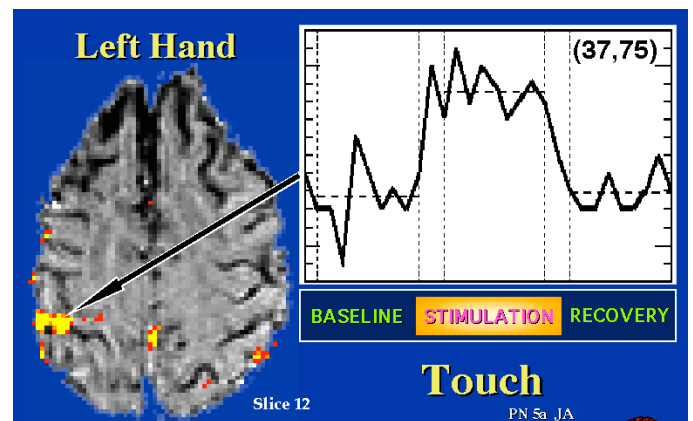 Left Hand
(37,75)
BASELINE STIMULATION RECOVERY
Touch
Slice 12
PN 5a JA